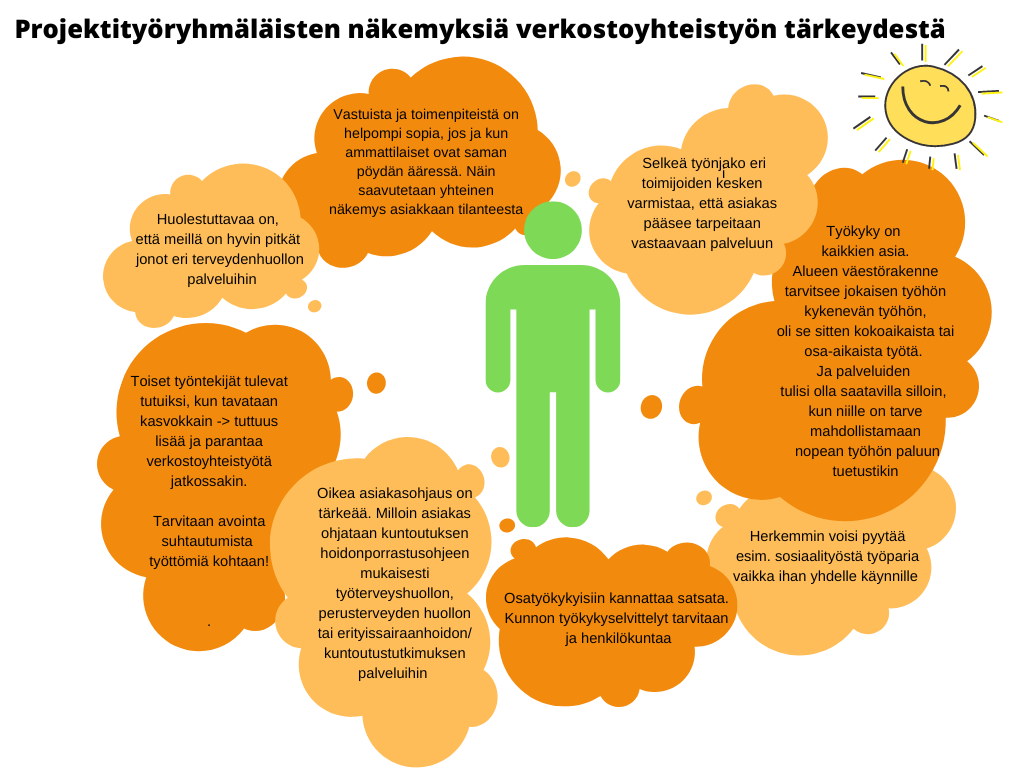 Projektityöryhmäläisten näkemyksiä verkostoyhteistyön tärkeydestä
Vastuista ja toimenpiteistä on
helpompi sopia, jos ja kun
ammattilaiset ovat saman
pöydän ääressä. Näin
saavutetaan yhteinen
näkemys asiakkaan tilanteesta
Selkeä työnjako eri
toimijoiden kesken
varmistaa, että asiakas
pääsee tarpeitaan
vastaavaan palveluun
Huolestuttavaa on,
että meillä on hyvin pitkät
jonot eri terveydenhuollon
palveluihin
Työkyky on
kaikkien asia.
Alueen väestörakenne
tarvitsee jokaisen työhön
kykenevän työhön,
oli se sitten kokoaikaista tai
osa-aikaista työtä.
Ja palveluiden
tulisi olla saatavilla silloin,
kun niille on tarve
mahdollistamaan
nopean työhön paluun
tuetustikin
Toiset työntekijät tulevat
tutuiksi, kun tavataan
kasvokkain -> tuttuus
lisää ja parantaa
verkostoyhteistyötä
jatkossakin.
Tarvitaan avointa
suhtautumista
työttömiä kohtaan!
.
Oikea asiakasohjaus on
tärkeää. Milloin asiakas
ohjataan kuntoutuksen
hoidonporrastusohjeen
mukaisesti
työterveyshuollon,
perusterveyden huollon
tai erityissairaanhoidon/
kuntoutustutkimuksen
palveluihin
Osatyökykyisiin kannattaa satsata.
Kunnon työkykyselvittelyt tarvitaan
ja henkilökuntaa
Herkemmin voisi pyytää
esim. sosiaalityöstä työparia
vaikka ihan yhdelle käynnille